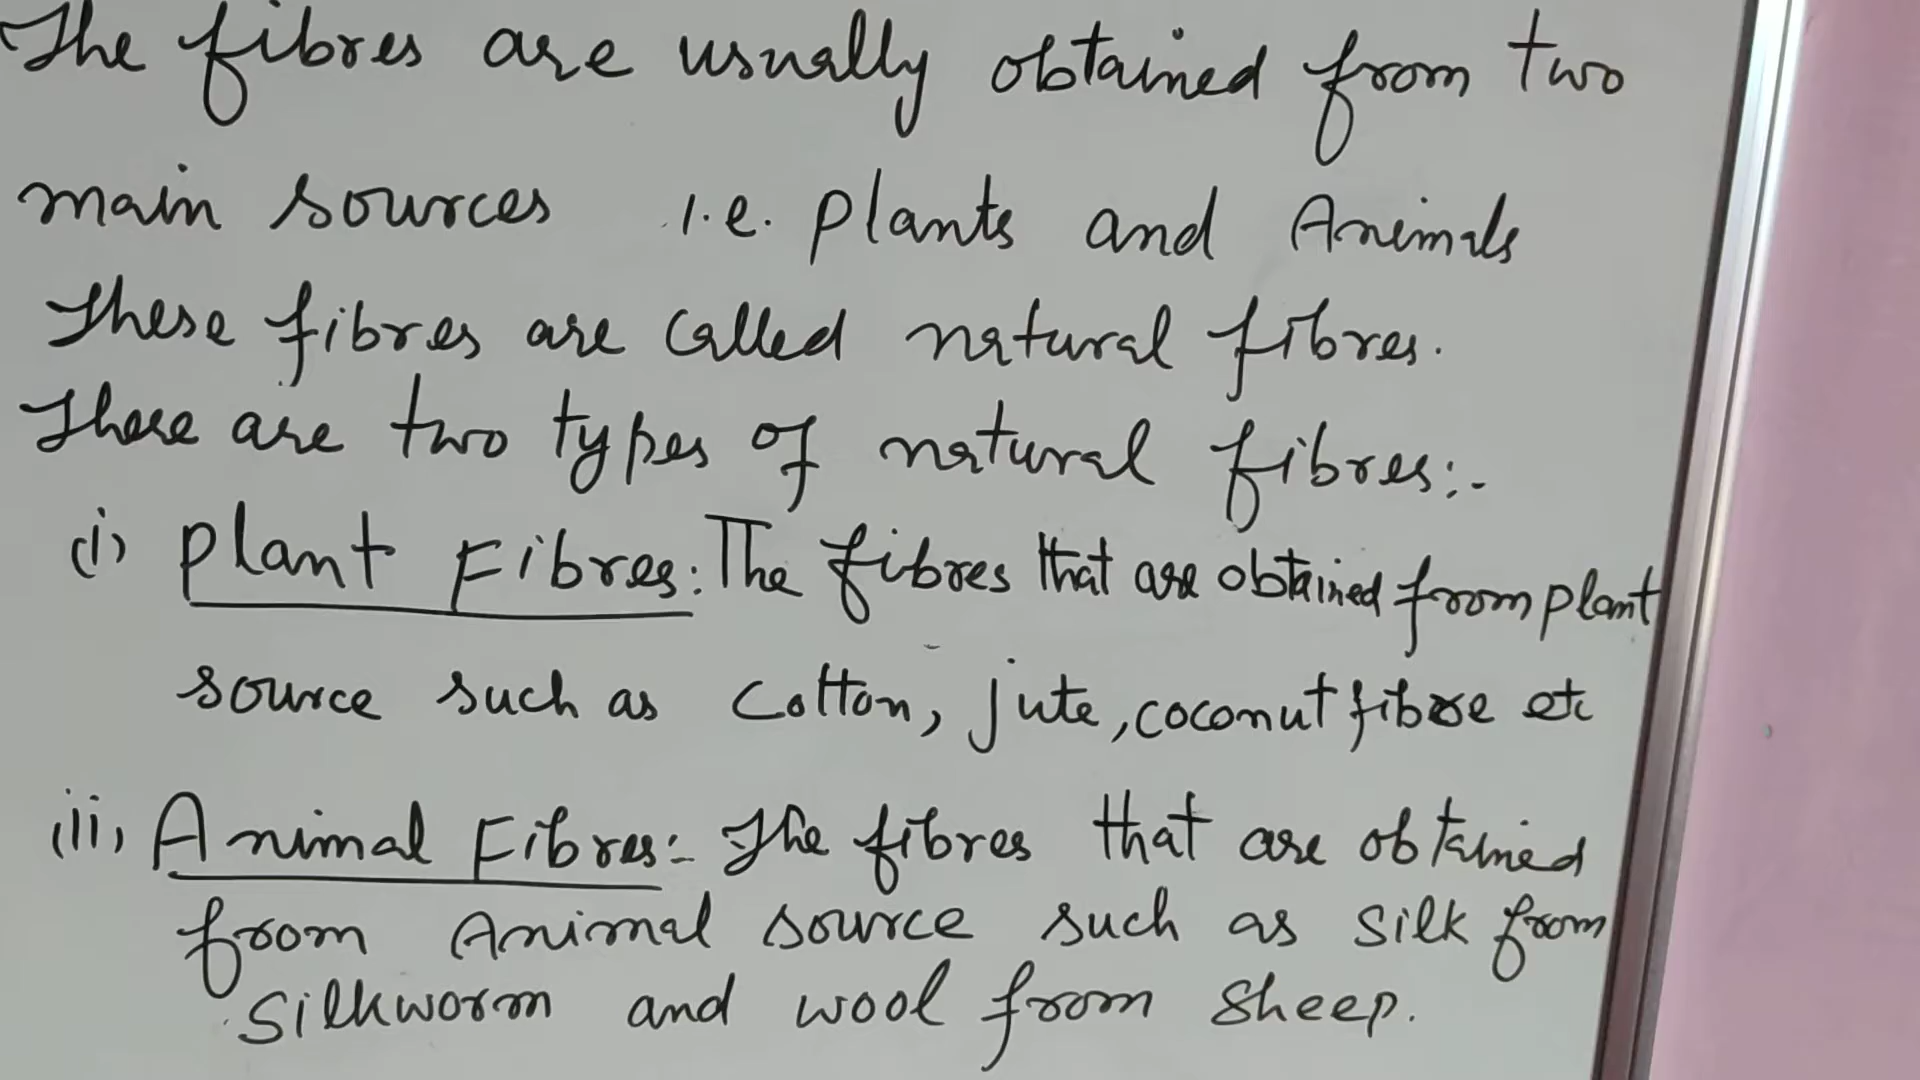 The fibres are usually obtained from two
main sources i.e. plants and Animals
These fibres are called natural fibres.
There are two types of natural fibres:-
(i) Plant Fibres: The fibres that are obtained from plant
source such as cotton, jute, coconut fibre etc
(ii) Animal Fibres:- The fibres that are obtained
from Animal source such as silk from
silkworm and wool from sheep.